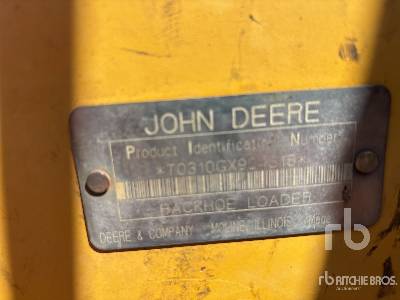 JOHN DEERE
Product Identification Number
BACKHOE LOADER
DEERE & COMPANY MOLINE, ILLINOIS
rb
rb RITCHIE BROS.